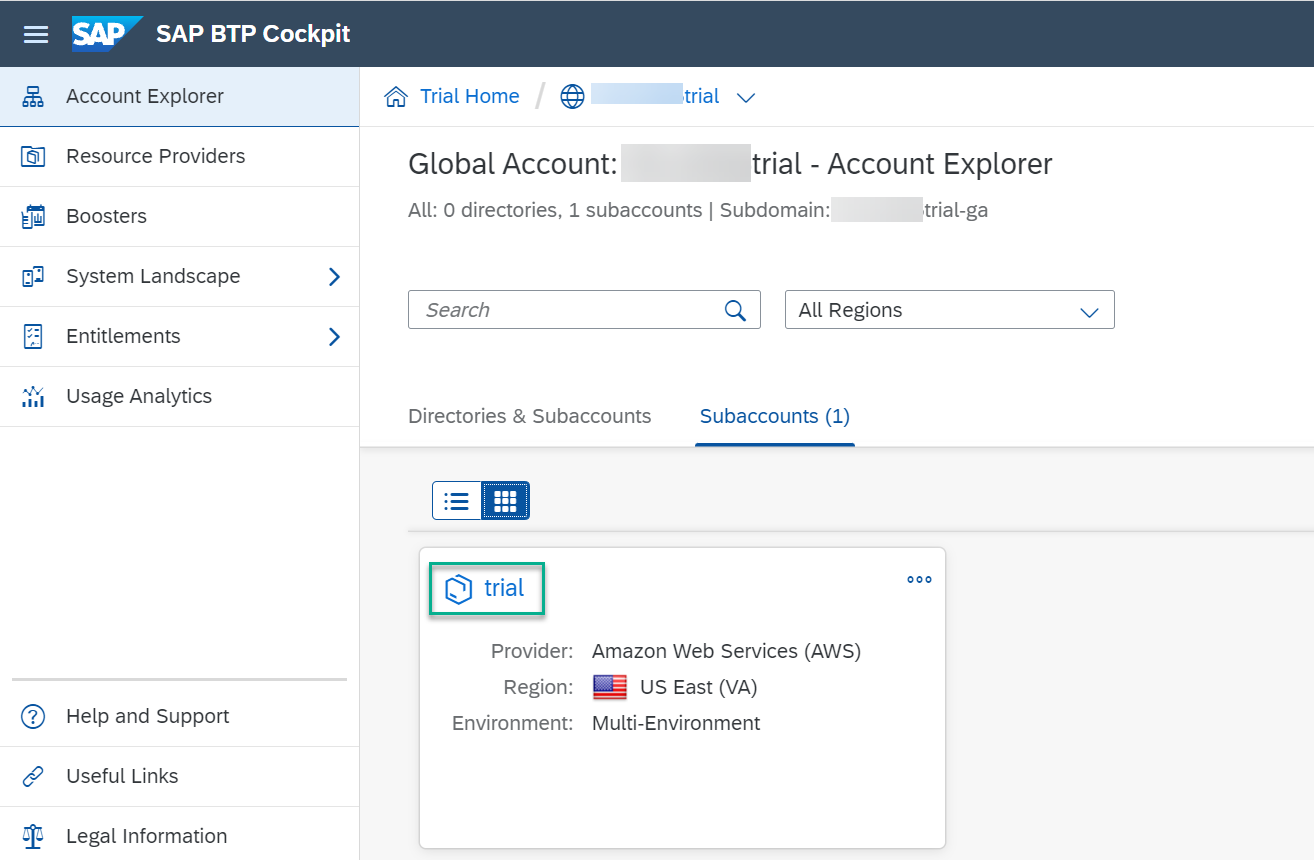 SAP SAP BTP Cockpit
Account Explorer
Resource Providers
Boosters
System Landscape
Entitlements
Usage Analytics
Help and Support
Useful Links
Legal Information
Trial Home / trial
Global Account: trial - Account Explorer
All: 0 directories, 1 subaccounts | Subdomain: trial-ga
Search
All Regions
Directories & Subaccounts
Subaccounts (1)
trial
Provider: Amazon Web Services (AWS)
Region: US East (VA)
Environment: Multi-Environment